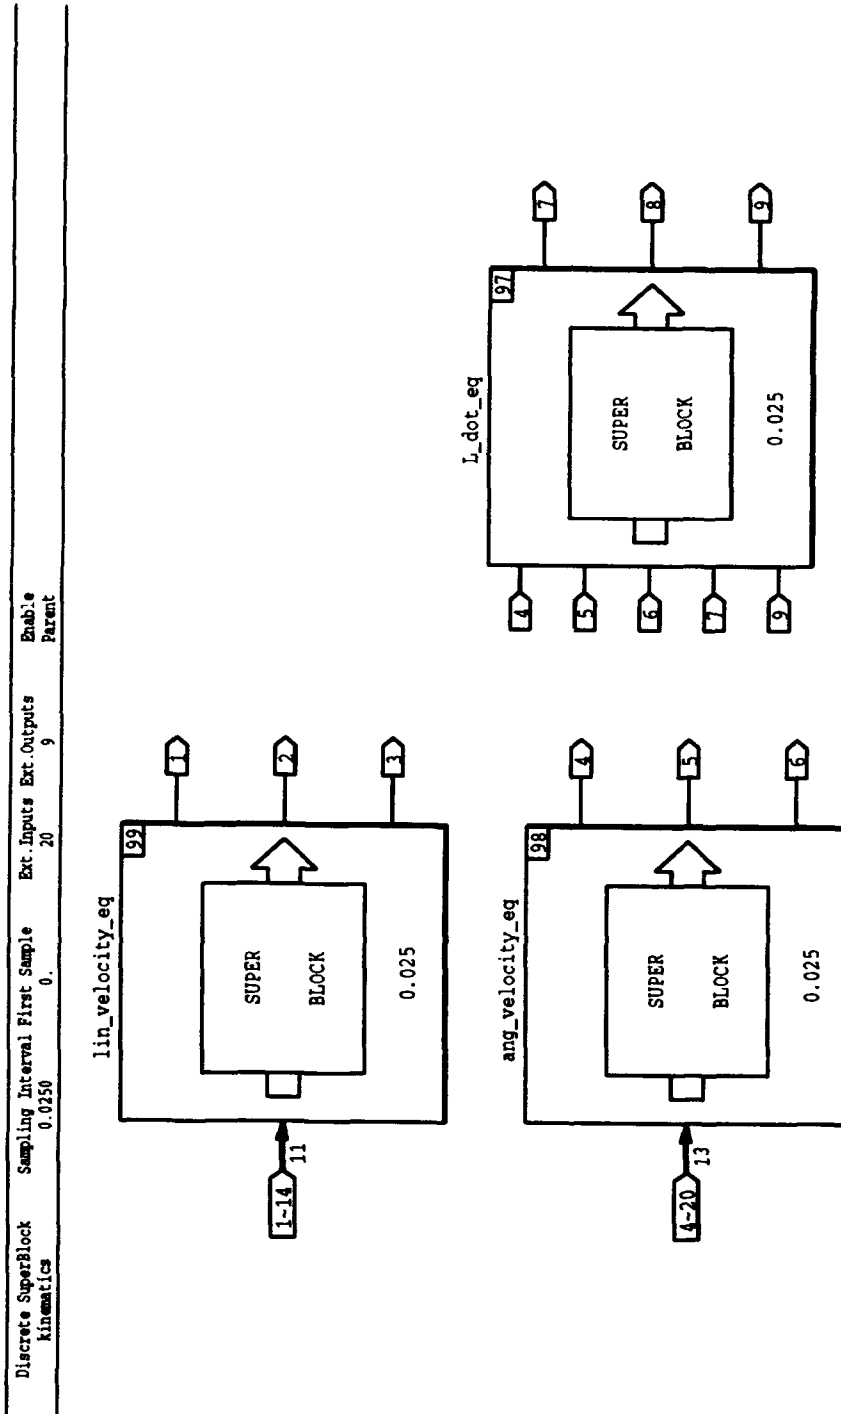 Discrete SuperBlock Sampling Interval First Sample Ext.Inputs Ext.Outputs Enable
kinematics 0.0250 0. 20 9 Parent
lin_velocity_eq
99
1~14
11
SUPER
BLOCK
0.025
1
2
3
ang_velocity_eq
98
4~20
13
SUPER
BLOCK
0.025
4
5
6
L_dot_eq
97
4
5
6
7
9
SUPER
BLOCK
0.025
7
8
9